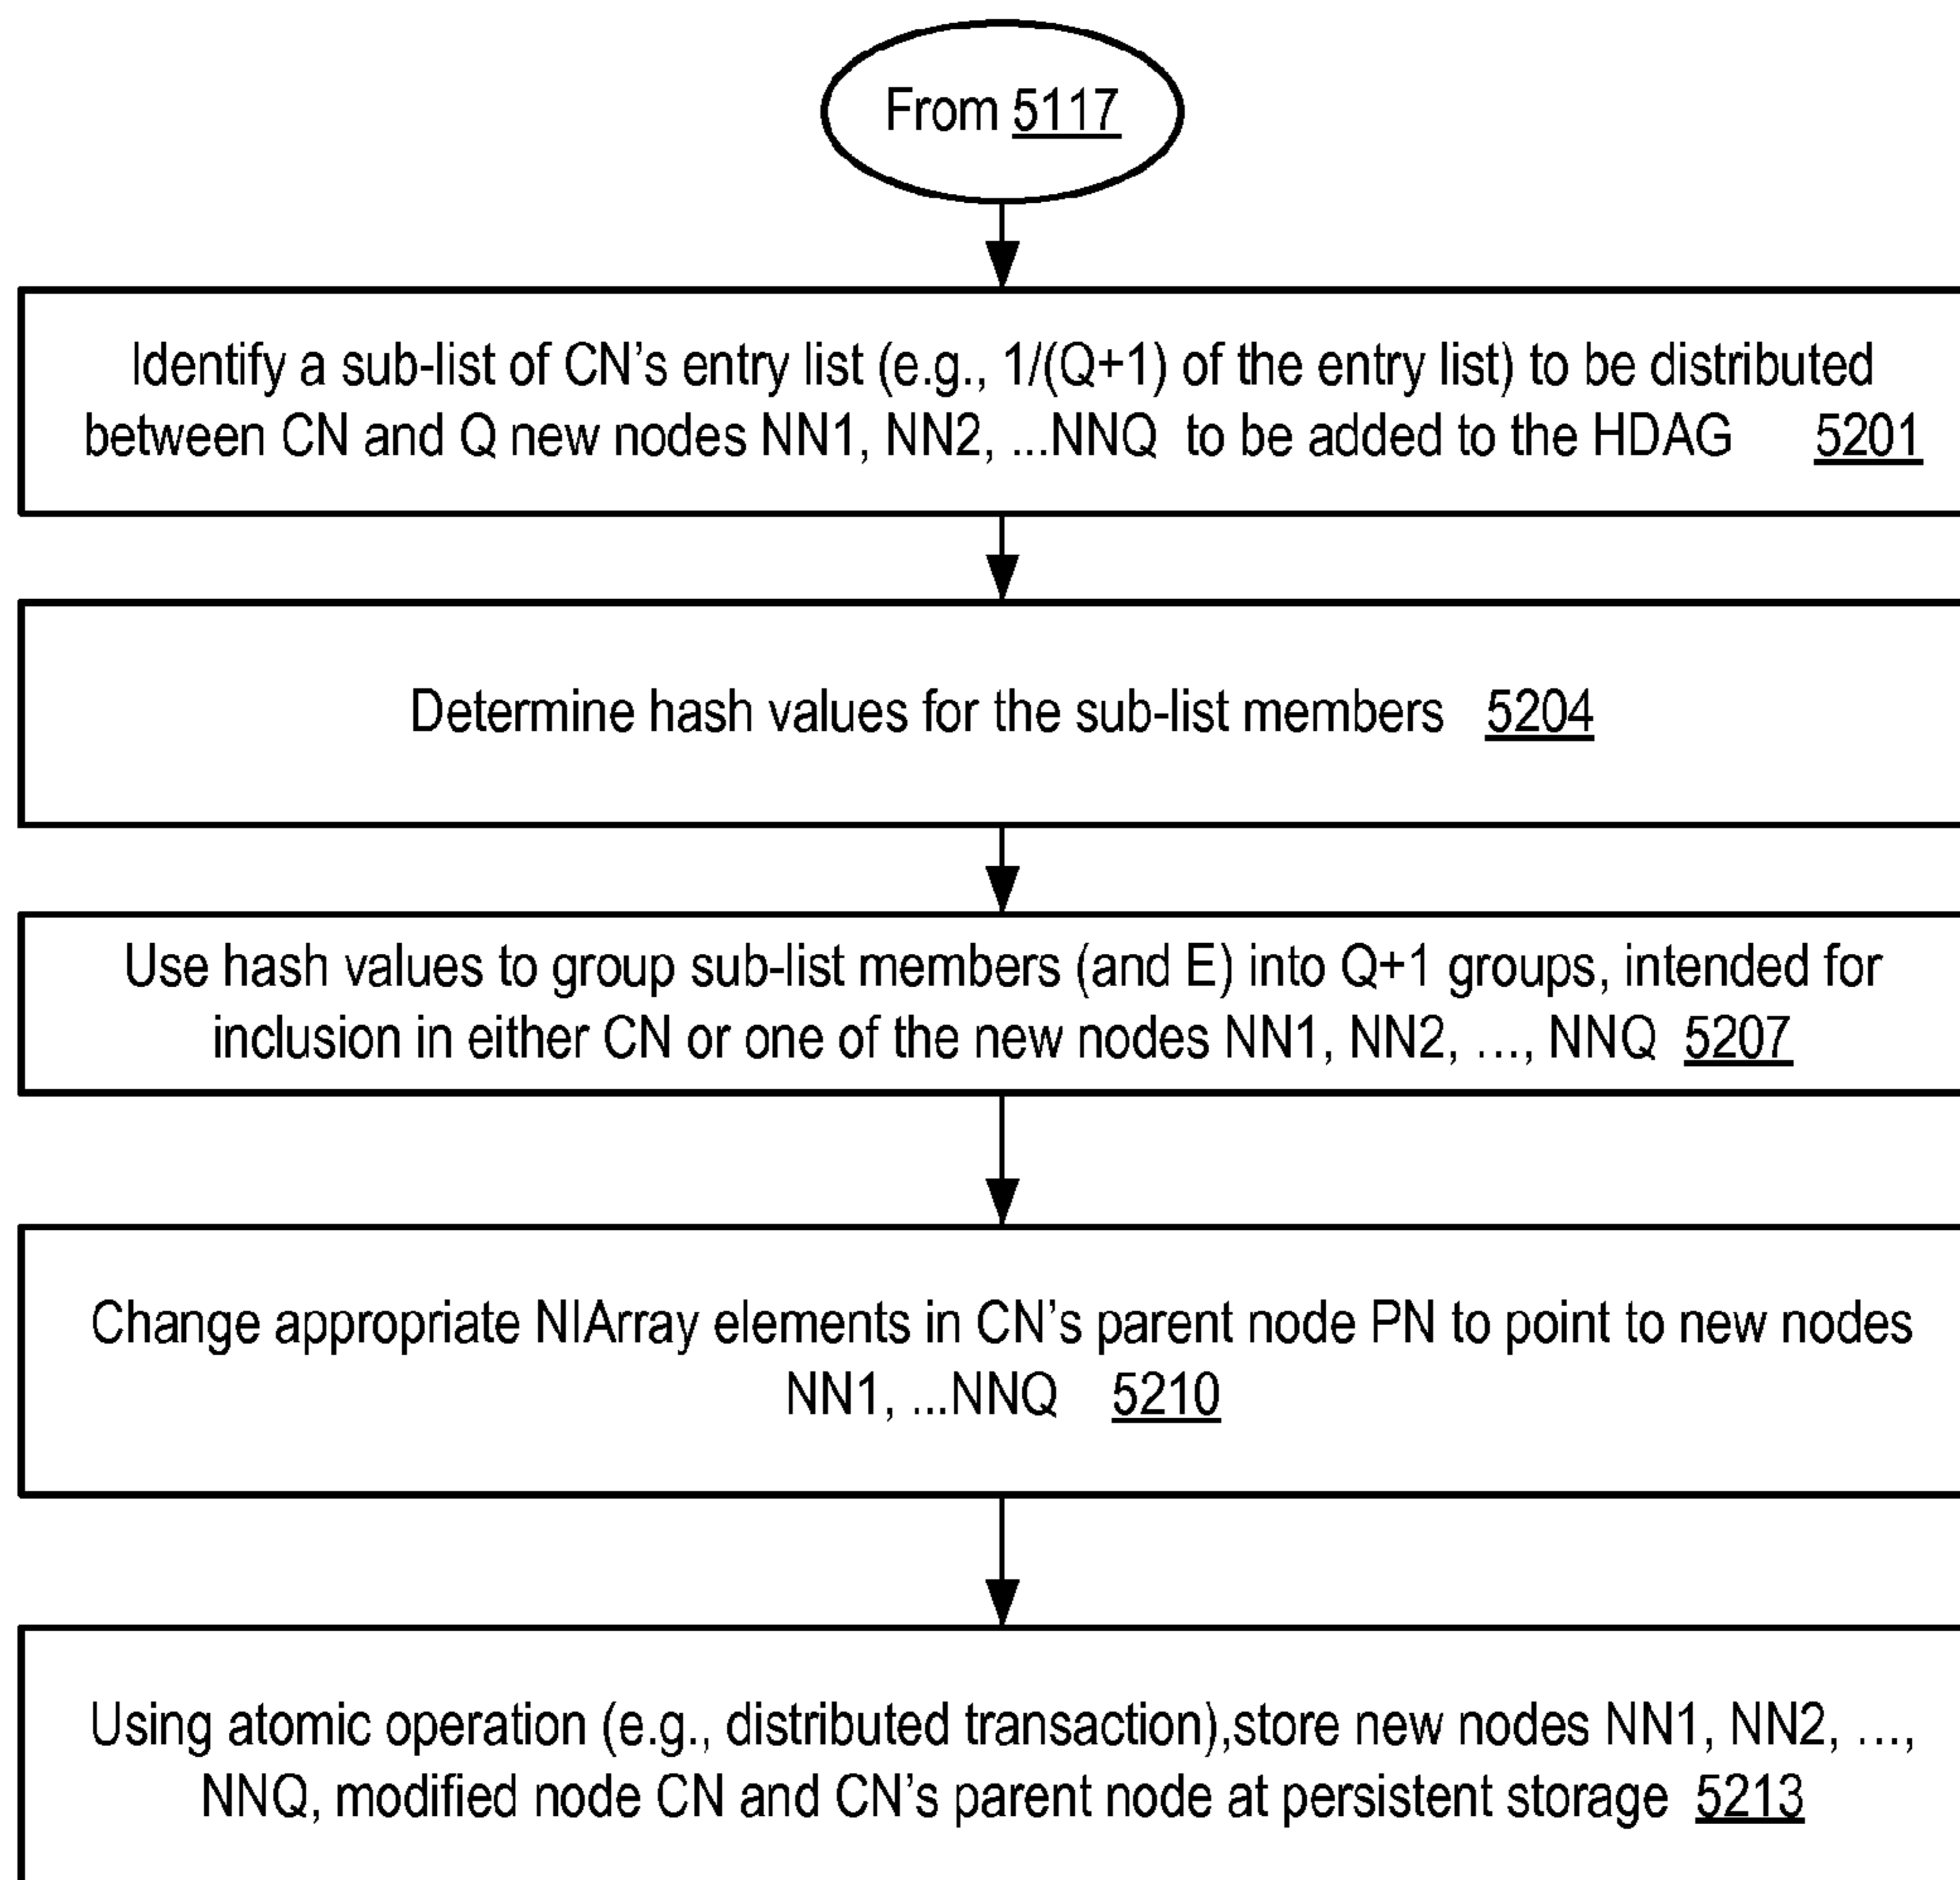 From 5117
Identify a sub-list of CN's entry list (e.g., 1/(Q+1) of the entry list) to be distributed
between CN and Q new nodes NN1, NN2, ...NNQ to be added to the HDAG 5201
Determine hash values for the sub-list members 5204
Use hash values to group sub-list members (and E) into Q+1 groups, intended for
inclusion in either CN or one of the new nodes NN1, NN2, ..., NNQ 5207
Change appropriate NIArray elements in CN's parent node PN to point to new nodes
NN1, ...NNQ 5210
Using atomic operation (e.g., distributed transaction),store new nodes NN1, NN2, ...,
NNQ, modified node CN and CN's parent node at persistent storage 5213